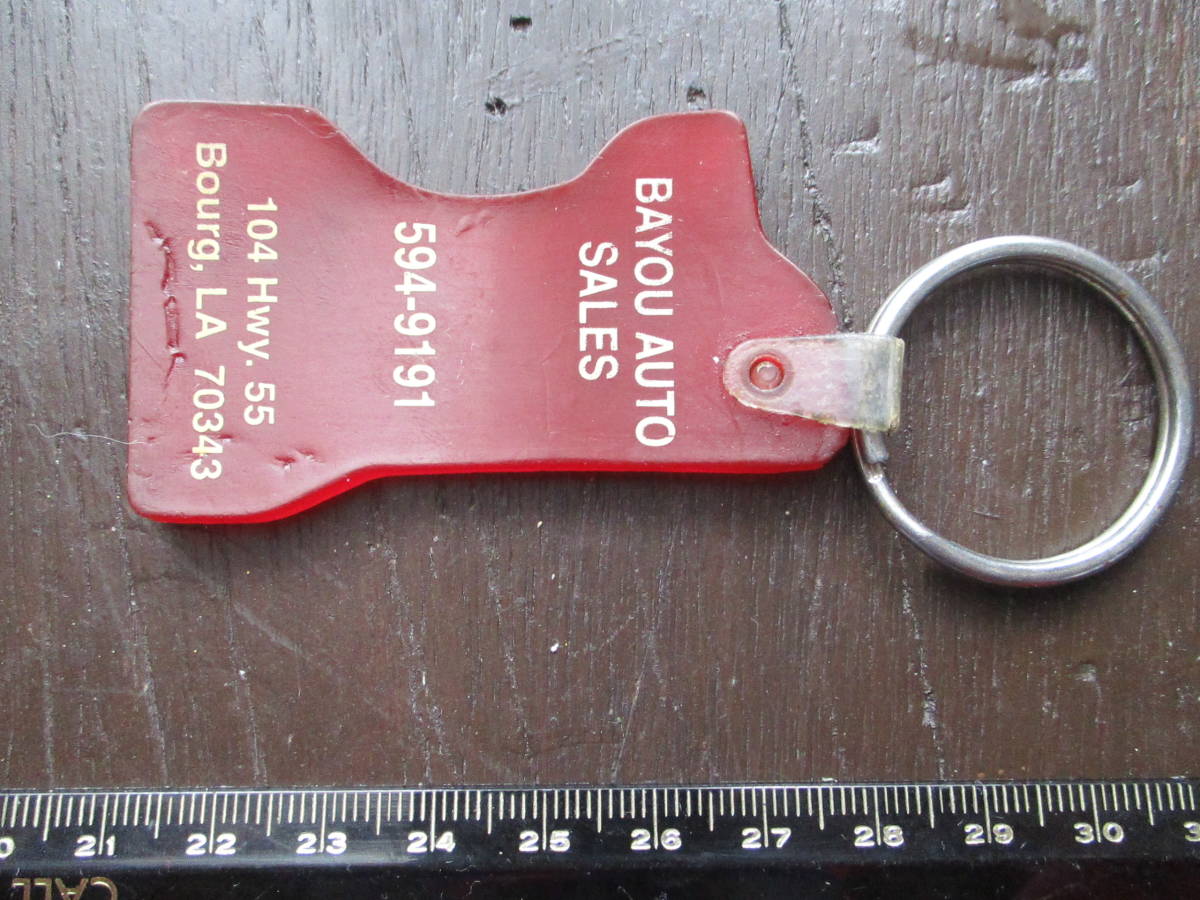 BAYOU AUTO
SALES
594-9191
104 Hwy. 55
Bourg, LA 70343
21 22 23 24 25 26 27 28 29 30
CALL